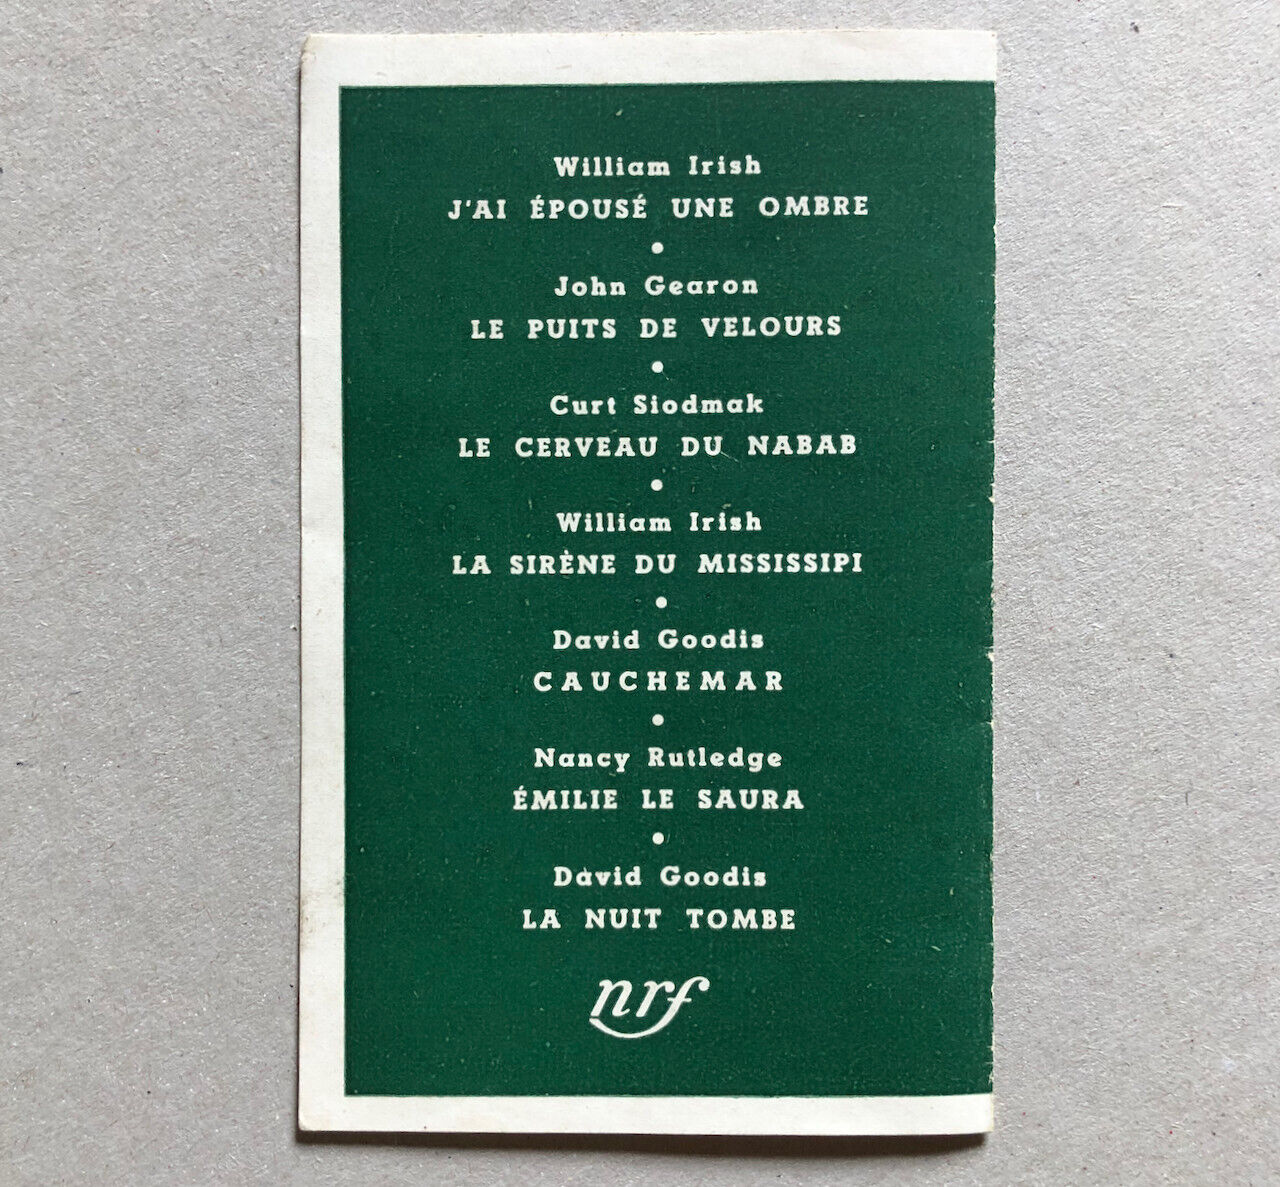 William Irish
J'AI ÉPOUSÉ UNE OMBRE
•
John Gearon
LE PUITS DE VELOURS
•
Curt Siodmak
LE CERVEAU DU NABAB
•
William Irish
LA SIRÈNE DU MISSISSIPI
•
David Goodis
CAUCHEMAR
•
Nancy Rutledge
ÉMILIE LE SAURA
•
David Goodis
LA NUIT TOMBE
nrf